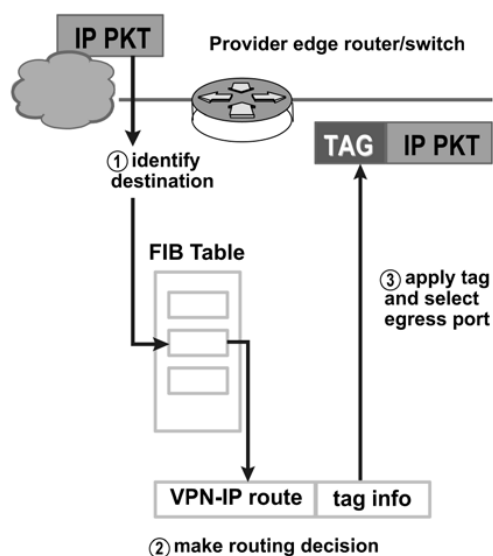 IP PKT
Provider edge router/switch
TAG IP PKT
① identify
destination
FIB Table
③ apply tag
and select
egress port
VPN-IP route tag info
② make routing decision